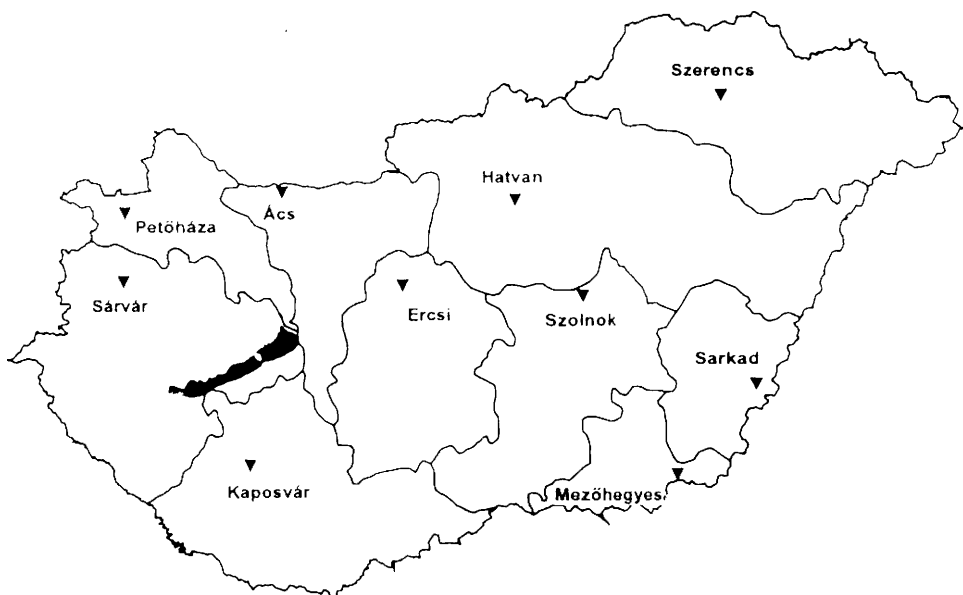 Szerencs
Hatvan
Ács
Petőháza
Sárvár
Ercsi
Szolnok
Sarkad
Kaposvár
Mezőhegyes